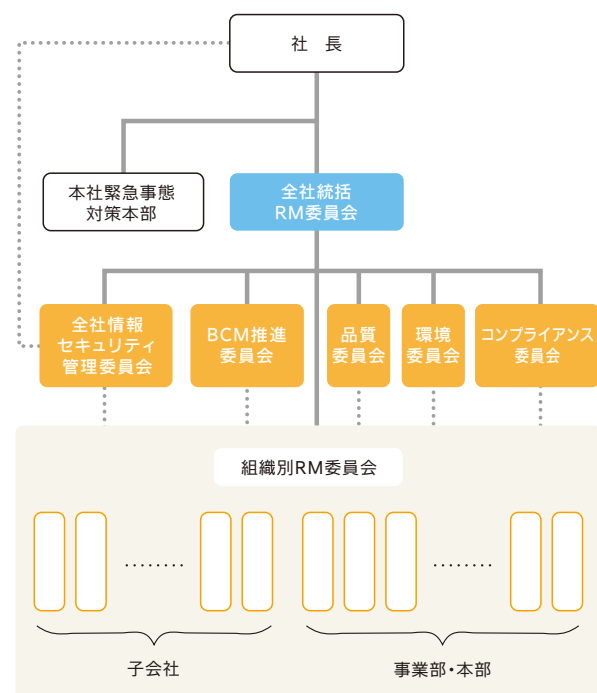 社　長
本社緊急事態
対策本部
全社統括
RM委員会
全社情報
セキュリティ
管理委員会
BCM推進
委員会
品質
委員会
環境
委員会
コンプライアンス
委員会
組織別RM委員会
子会社
事業部・本部